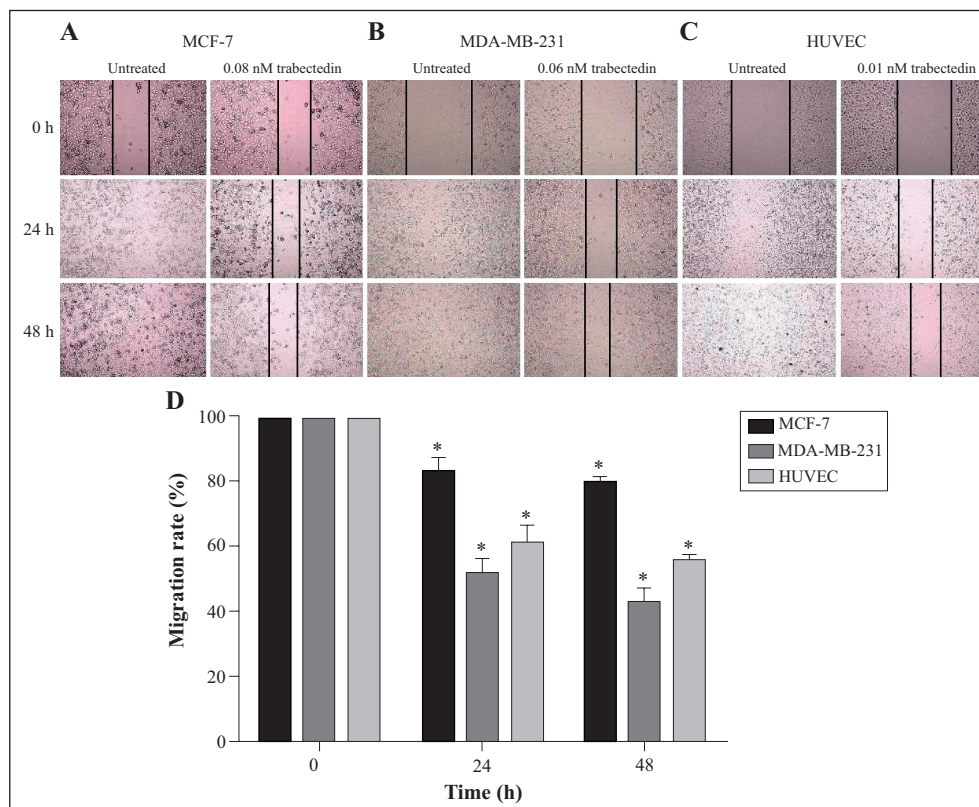 A B C
MCF-7 MDA-MB-231 HUVEC
Untreated 0.08 nM trabectedin Untreated 0.06 nM trabectedin Untreated 0.01 nM trabectedin
0 h
24 h
48 h
D
Migration rate (%)
100
80
60
40
20
0
* * *
* * *
MCF-7
MDA-MB-231
HUVEC
0 24 48
Time (h)